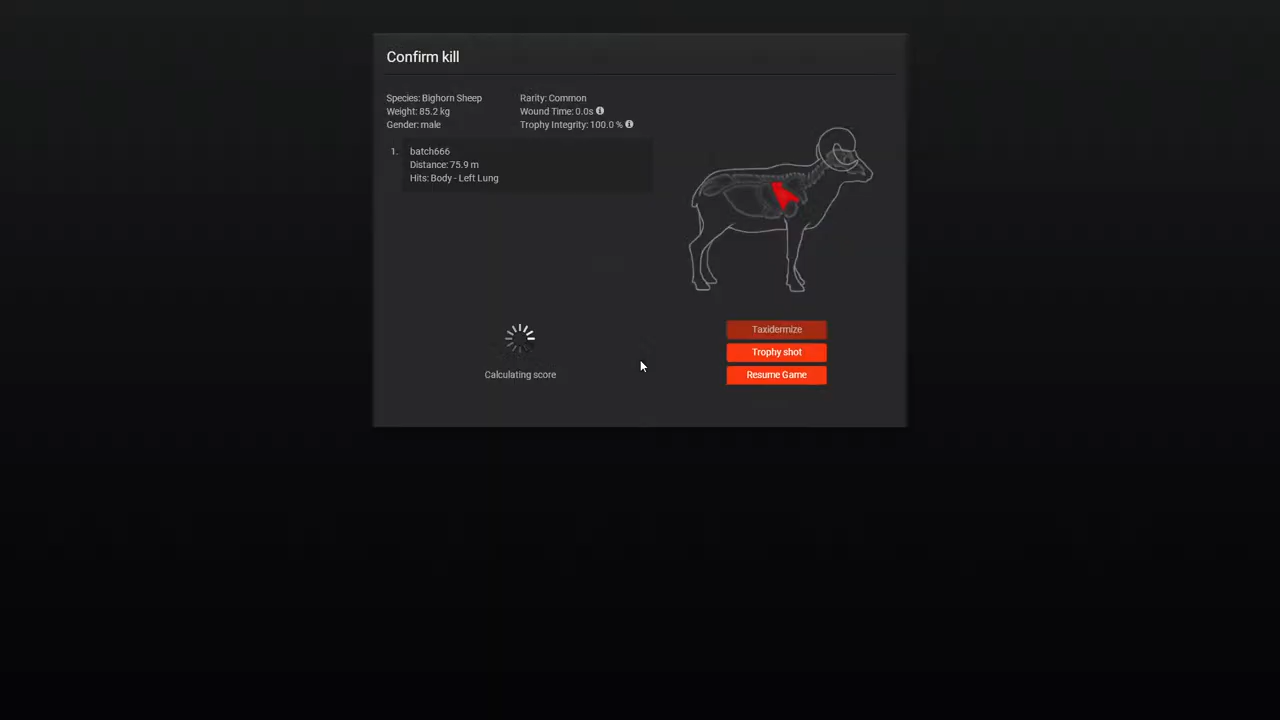 Confirm kill
Species: Bighorn Sheep
Weight: 85.2 kg
Gender: male
Rarity: Common
Wound Time: 0.0s
Trophy Integrity: 100.0 %
1.
batch666
Distance: 75.9 m
Hits: Body - Left Lung
Calculating score
Taxidermize
Trophy shot
Resume Game